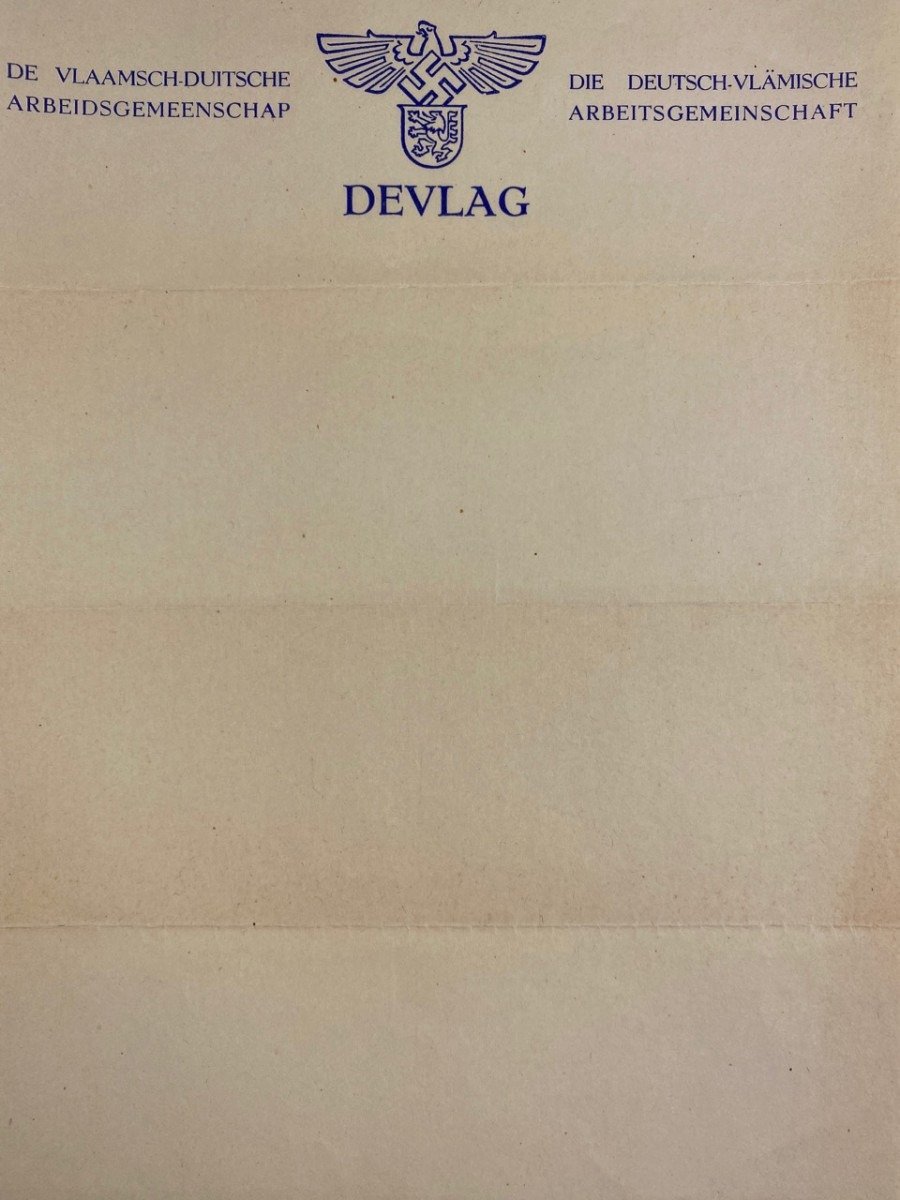 DE VLAAMSCH-DUITSCHE
ARBEIDSGEMEENSCHAP
DIE DEUTSCH-VLÄMISCHE
ARBEITSGEMEINSCHAFT
DEVLAG